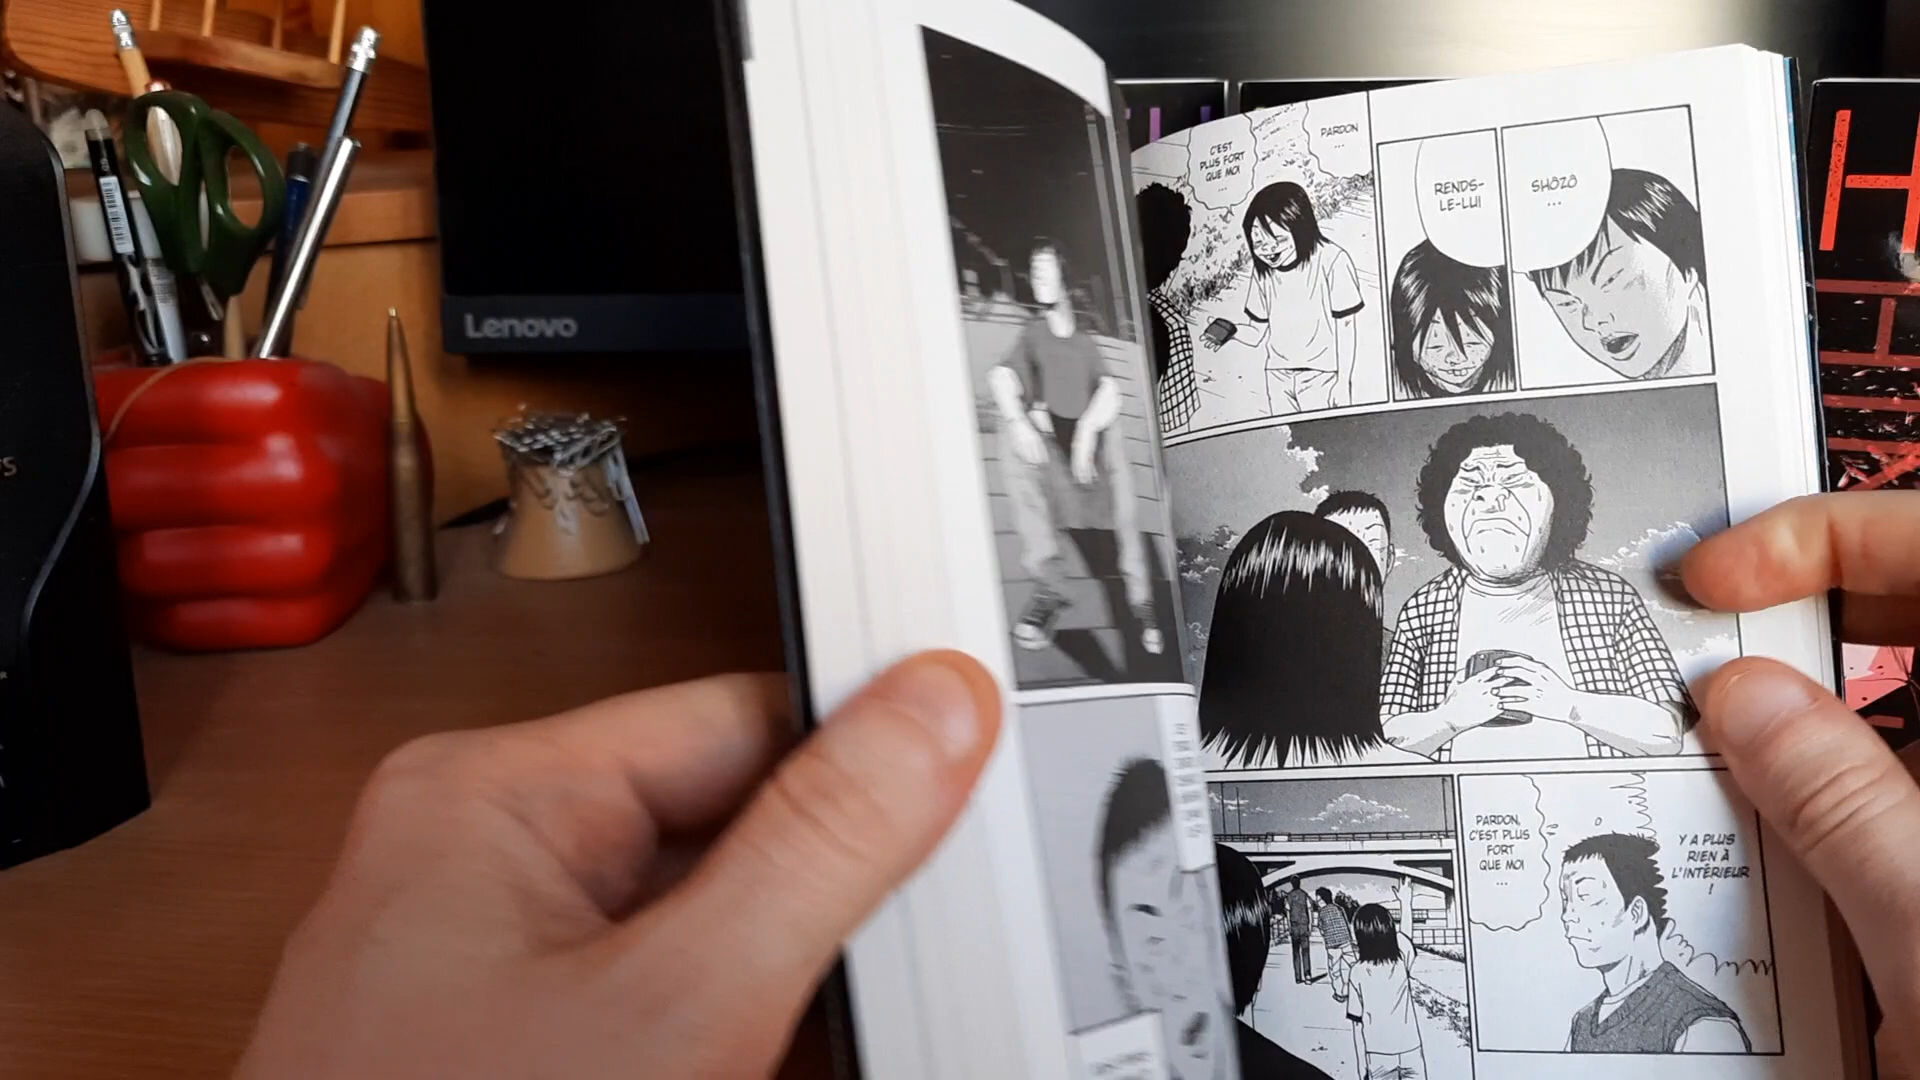 Lenovo
C'EST
PLUS FORT
QUE MOI
...
PARDON
...
RENDS-
LE-LUI
SHÔZÔ
...
PARDON,
C'EST PLUS
FORT
QUE MOI
...
Y A PLUS
RIEN À
L'INTÉRIEUR
!
H